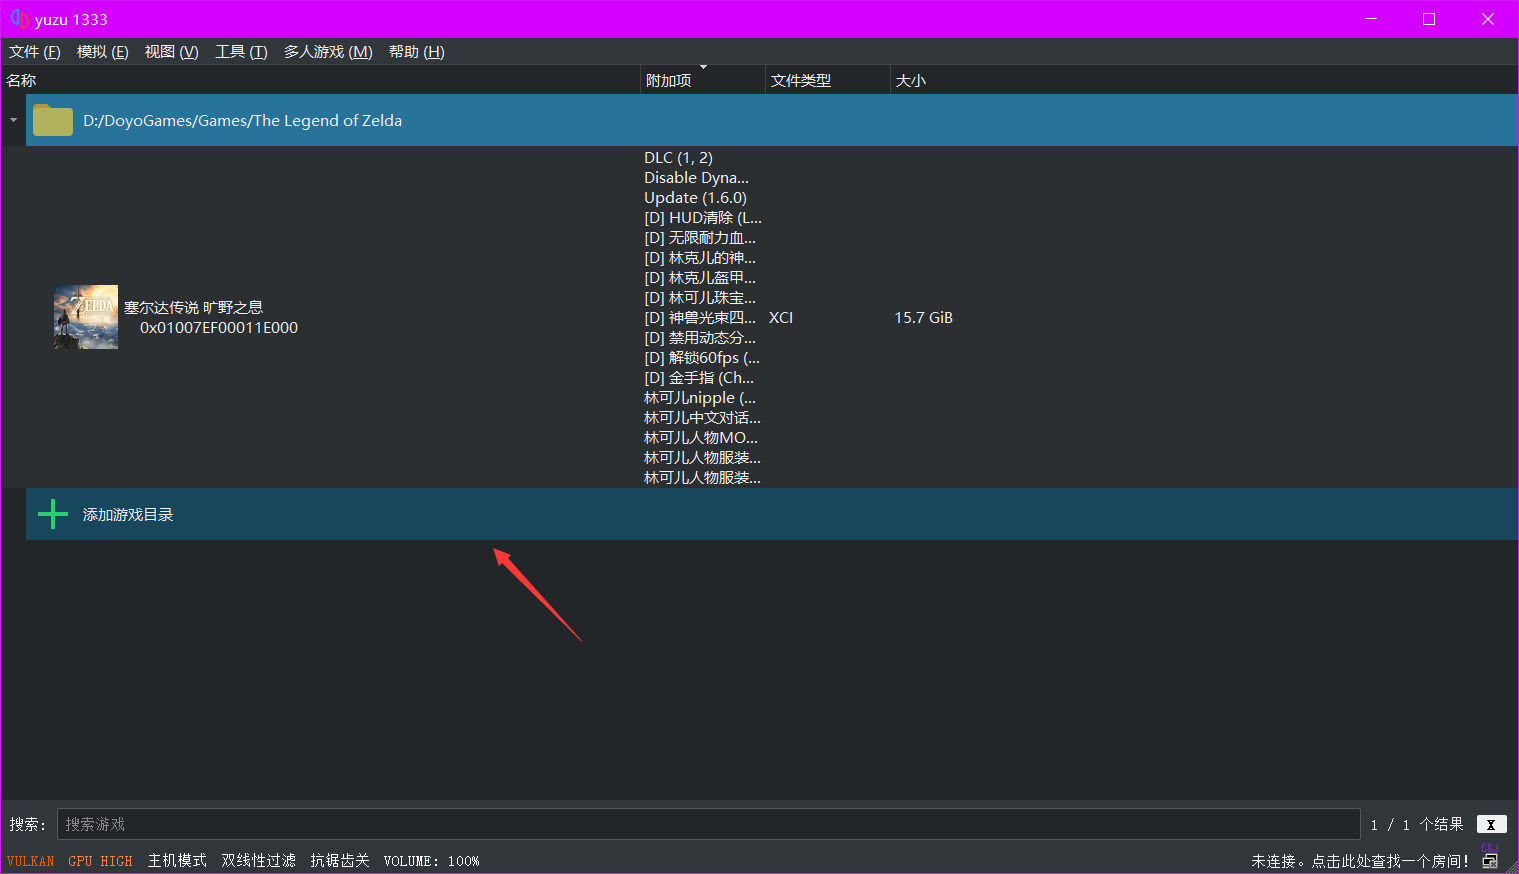 yuzu 1333
文件 (F) 模拟 (E) 视图 (V) 工具 (T) 多人游戏 (M) 帮助 (H)
名称 附加项 文件类型 大小
D:/DoyoGames/Games/The Legend of Zelda
塞尔达传说 旷野之息
0x01007EF00011E000
DLC (1, 2)
Disable Dyna...
Update (1.6.0)
[D] HUD清除 (L...
[D] 无限耐力血...
[D] 林克儿的神...
[D] 林克儿盔甲...
[D] 林可儿珠宝...
[D] 神兽光束四...
[D] 禁用动态分...
[D] 解锁60fps (...
[D] 金手指 (Ch...
林可儿nipple (...
林可儿中文对话...
林可儿人物MO...
林可儿人物服装...
林可儿人物服装...
XCI
15.7 GiB
ZELDA
添加游戏目录
搜索: 搜索游戏 1 / 1 个结果 X
VULKAN GPU HIGH 主机模式 双线性过滤 抗锯齿关 VOLUME: 100% 未连接。点击此处查找一个房间!
C&J